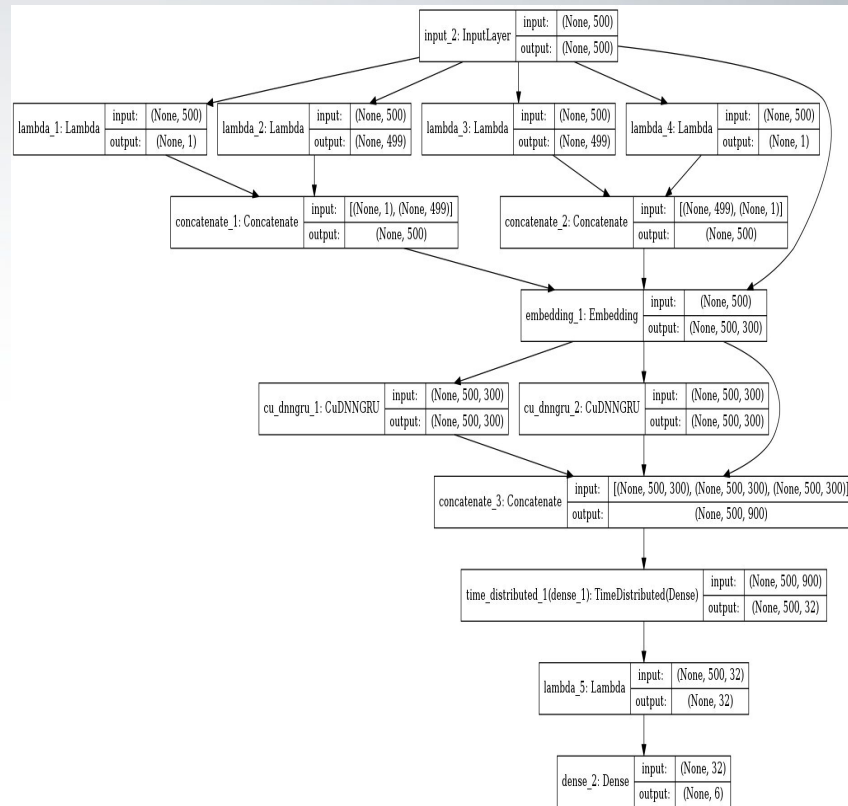 input_2: InputLayer
input: (None, 500)
output: (None, 500)
lambda_1: Lambda
input: (None, 500)
output: (None, 1)
lambda_2: Lambda
input: (None, 500)
output: (None, 499)
lambda_3: Lambda
input: (None, 500)
output: (None, 499)
lambda_4: Lambda
input: (None, 500)
output: (None, 1)
concatenate_1: Concatenate
input: [(None, 1), (None, 499)]
output: (None, 500)
concatenate_2: Concatenate
input: [(None, 499), (None, 1)]
output: (None, 500)
embedding_1: Embedding
input: (None, 500)
output: (None, 500, 300)
cu_dnngru_1: CuDNNGRU
input: (None, 500, 300)
output: (None, 500, 300)
cu_dnngru_2: CuDNNGRU
input: (None, 500, 300)
output: (None, 500, 300)
concatenate_3: Concatenate
input: [(None, 500, 300), (None, 500, 300), (None, 500, 300)]
output: (None, 500, 900)
time_distributed_1(dense_1): TimeDistributed(Dense)
input: (None, 500, 900)
output: (None, 500, 32)
lambda_5: Lambda
input: (None, 500, 32)
output: (None, 32)
dense_2: Dense
input: (None, 32)
output: (None, 6)